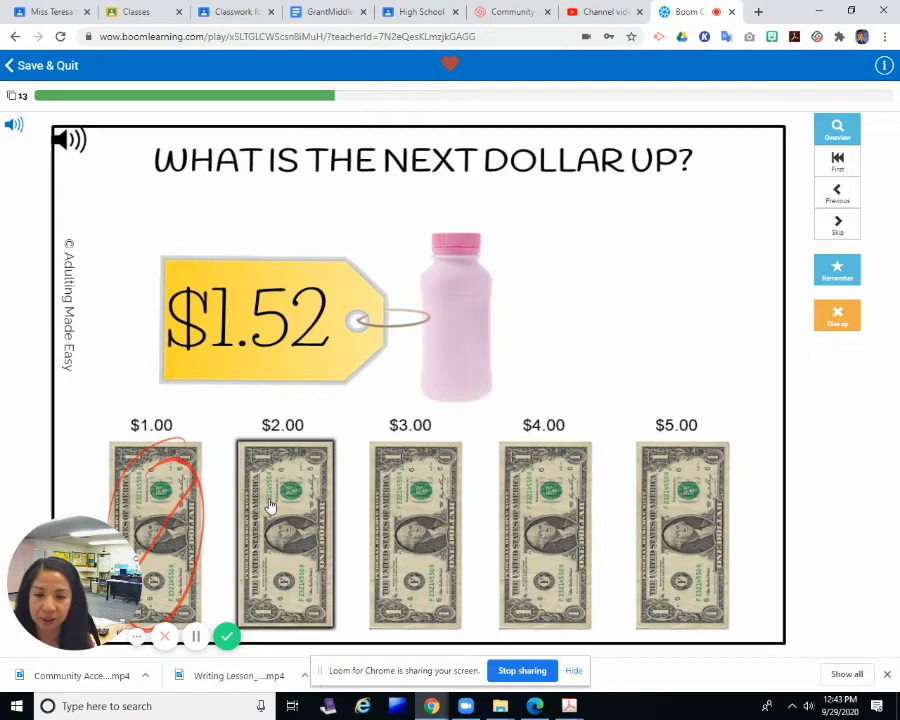 Miss Teresa'
Classes
Classwork fo
GrantMiddle
High School
Community
Channel vide
Boom C
www.boomlearning.com/play/x5LTGLCWScsn8iMuH/?teacherId=7N2eQesKLmzjkGAGG
Save & Quit
13
WHAT IS THE NEXT DOLLAR UP?
© Adulting Made Easy
$1.52
$1.00
$2.00
$3.00
$4.00
$5.00
Overview
First
Previous
Skip
Remember
Give up
Community Acce....mp4
Writing Lesson_....mp4
Loom for Chrome is sharing your screen.
Stop sharing
Hide
Show all
Type here to search
12:43 PM
9/29/2020